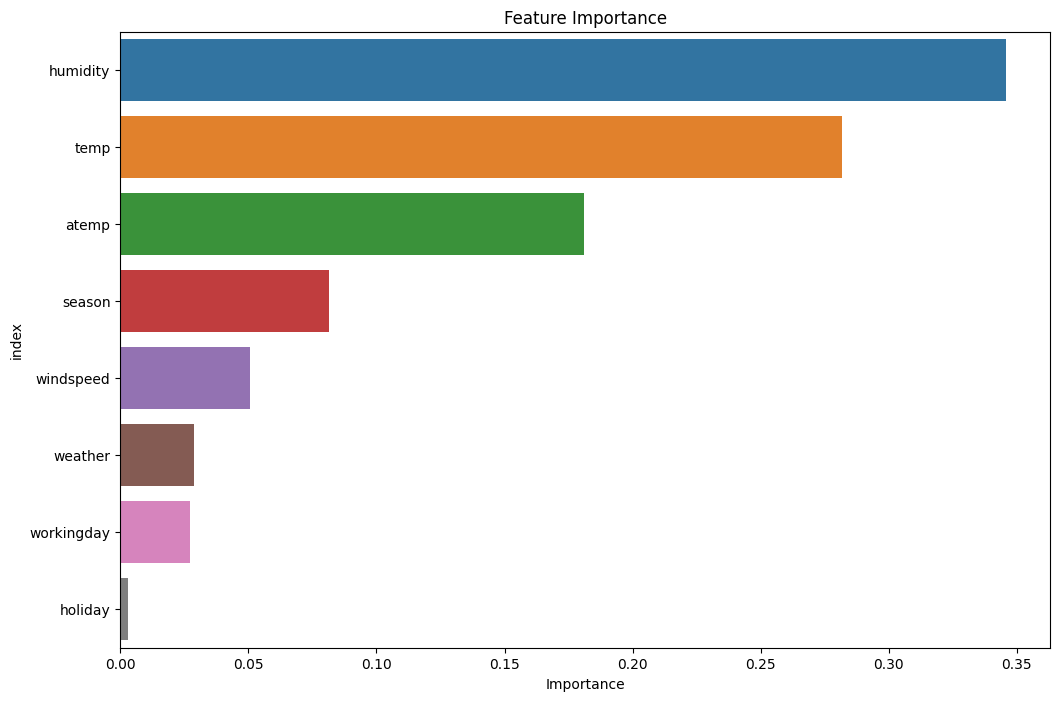 Feature Importance
index
humidity
temp
atemp
season
windspeed
weather
workingday
holiday
0.00 0.05 0.10 0.15 0.20 0.25 0.30 0.35
Importance